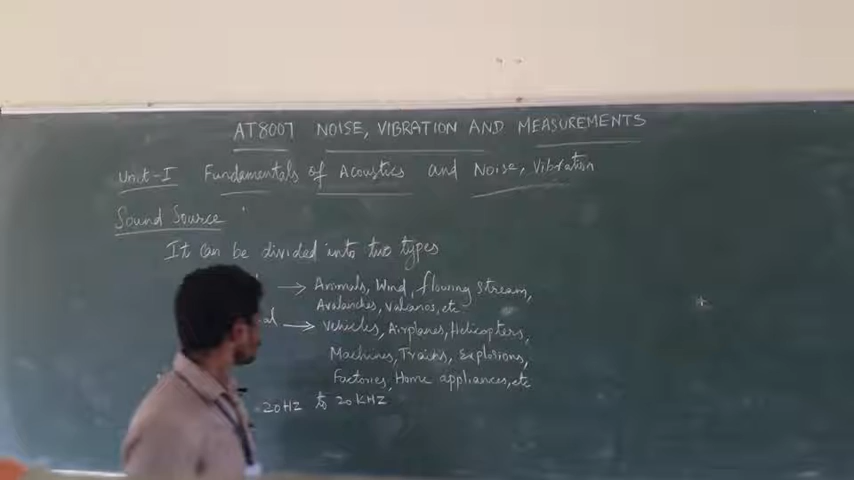 AT8007 NOISE, VIBRATION AND MEASUREMENTS
Unit-I Fundamentals of Acoustics and Noise, Vibration
Sound Source
It can be divided into two types
→ Animals, Wind, flowing stream,
Avalanches, Vulcanos, etc
→ Vehicles, Airplanes, Helicopters,
Machines, Trains, Explosions,
Factories, Home appliances, etc
20Hz to 20KHZ